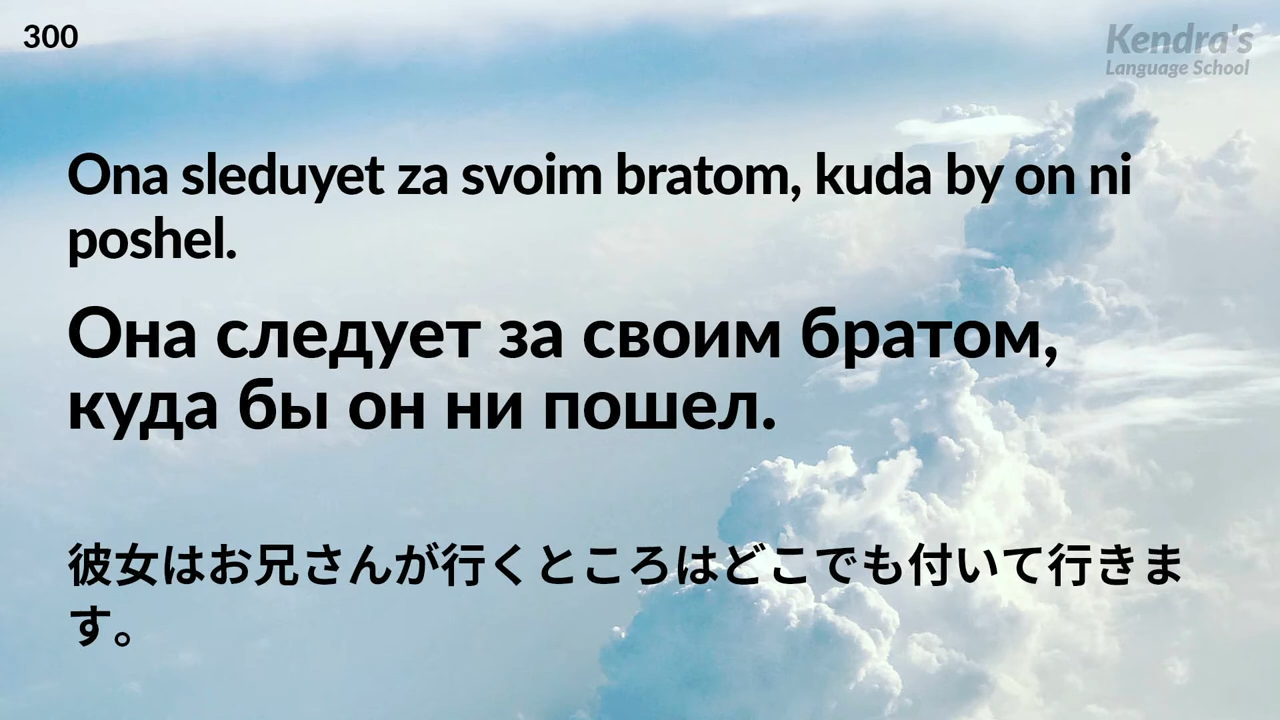 300
Kendra's
Language School
Ona sleduyet za svoim bratom, kuda by on ni
poshel.
Она следует за своим братом,
куда бы он ни пошел.
彼女はお兄さんが行くところはどこでも付いて行きま
す。